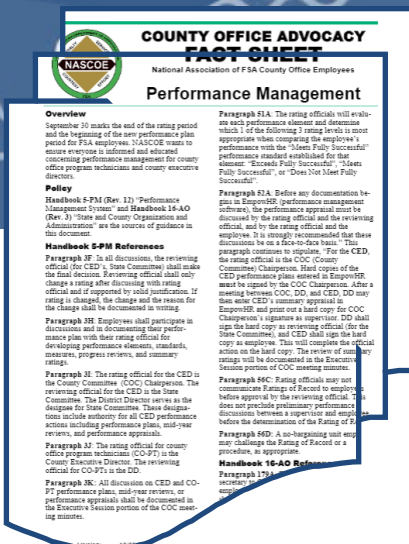 COUNTY OFFICE ADVOCACY
FACT SHEET
National Association of FSA County Office Employees
NASCOE
Performance Management
Overview
September 30 marks the end of the rating period
and the beginning of the new performance plan
period for FSA employees. NASCOE wants to
ensure everyone is informed and educated
concerning performance management for county
office program technicians and county executive
directors.
Policy
Handbook 5-PM (Rev. 12) “Performance
Management System” and Handbook 16-AO
(Rev. 3) “State and County Organization and
Administration” are the sources of guidance in
this document.
Handbook 5-PM References
Paragraph 3F: In all discussions, the reviewing
official (for CED’s, State Committee) shall make
the final decision. Reviewing official shall only
change a rating after discussing with rating
official and if supported by solid justification. If
rating is changed, the change and the reason for
the change shall be documented in writing.
Paragraph 3H: Employees shall participate in
discussions and in documenting their perfor-
mance plan with their rating official for
developing performance elements, standards,
measures, progress reviews, and summary
ratings.
Paragraph 3I: The rating official for the CED is
the County Committee (COC) Chairperson. The
reviewing official for the CED is the State
Committee. The District Director serves as the
designee for State Committee. These designa-
tions include authority for all CED performance
actions including performance plans, mid-year
reviews, and performance appraisals.
Paragraph 3J: The rating official for county
office program technicians (CO-PT) is the
County Executive Director. The reviewing
official for CO-PTs is the DD.
Paragraph 3K: All discussion on CED and CO-
PT performance plans, mid-year reviews, or
performance appraisals shall be documented in
the Executive Session portion of the COC meet-
ing minutes.
Paragraph 51A: The rating officials will evalu-
ate each performance element and determine
which 1 of the following 3 rating levels is most
appropriate when comparing the employee’s
performance with the “Meets Fully Successful”
performance standard established for that
element: “Exceeds Fully Successful”, “Meets
Fully Successful”, or “Does Not Meet Fully
Successful”.
Paragraph 52A: Before any documentation be-
gins in EmpowHR (performance management
software), the performance appraisal must be
discussed by the rating official and the reviewing
official, and by the rating official and the
employee. It is strongly recommended that these
discussions be on a face-to-face basis.” This
paragraph continues to stipulate, “For the CED,
the rating official is the COC (County
Committee) Chairperson. Hard copies of the
CED performance plans entered in EmpowHR
must be signed by the COC Chairperson. After a
meeting between COC, DD, and CED, DD may
then enter CED’s summary appraisal in
EmpowHR and print out a hard copy for COC
Chairperson’s signature as supervisor. DD shall
sign the hard copy as reviewing official (for the
State Committee), and CED shall sign the hard
copy as employee. This will complete the official
action on the hard copy. The review of summary
ratings will be documented in the Executive
Session portion of COC meeting minutes.
Paragraph 56C: Rating officials may not
communicate Ratings of Record to employees
before approval by the reviewing official. This
does not preclude preliminary performance
discussions between a supervisor and employee
before the determination of the Rating of R
Paragraph 56D: A no-bargaining unit emp
may challenge the Rating of Record or a
procedure, as appropriate.
Handbook 16-AO Refere
Paragraph 179A:
secretary to
emplo